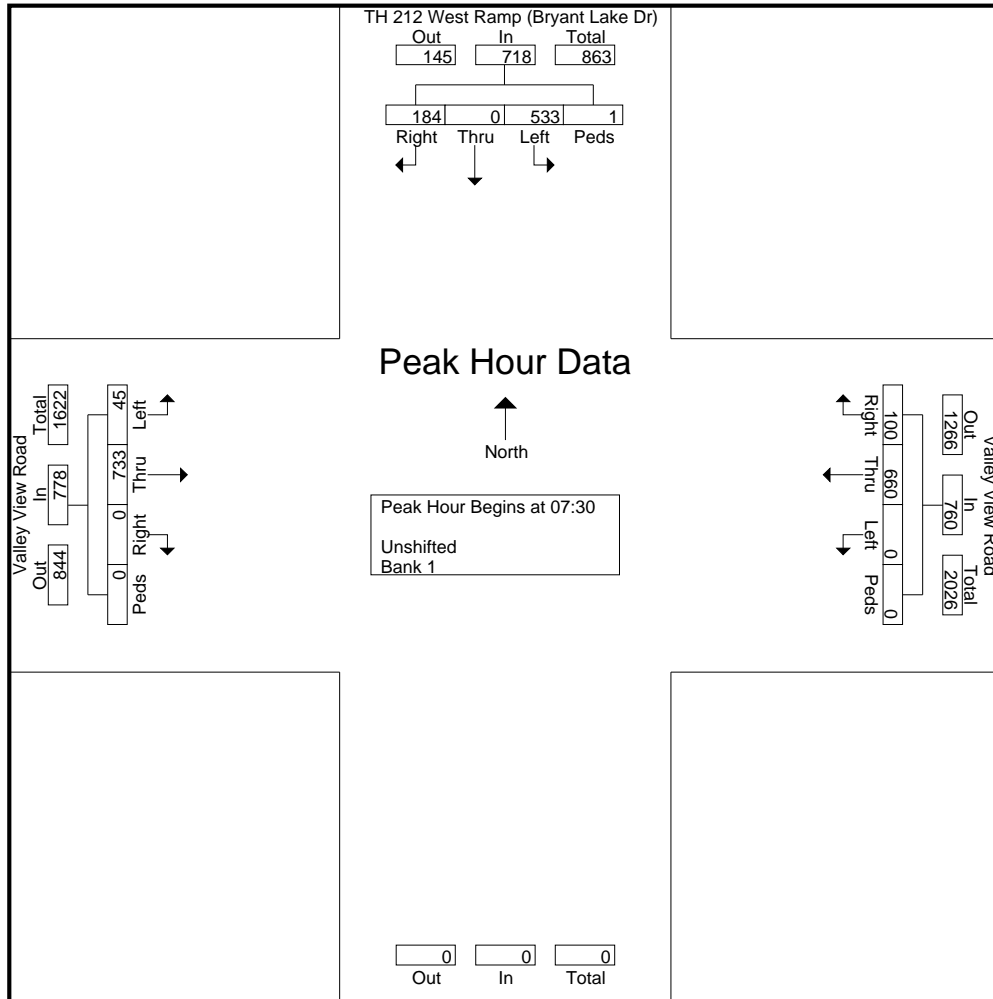 TH 212 West Ramp (Bryant Lake Dr)
Out In Total
145 718 863
184 0 533 1
Right Thru Left Peds
Peak Hour Data
North
Peak Hour Begins at 07:30
Unshifted
Bank 1
Valley View Road
Total In Out
1622 778 844
45 733 0 0
Left Thru Right Peds
Valley View Road
Out In Total
1266 760 2026
100 660 0 0
Right Thru Left Peds
0 0 0
Out In Total